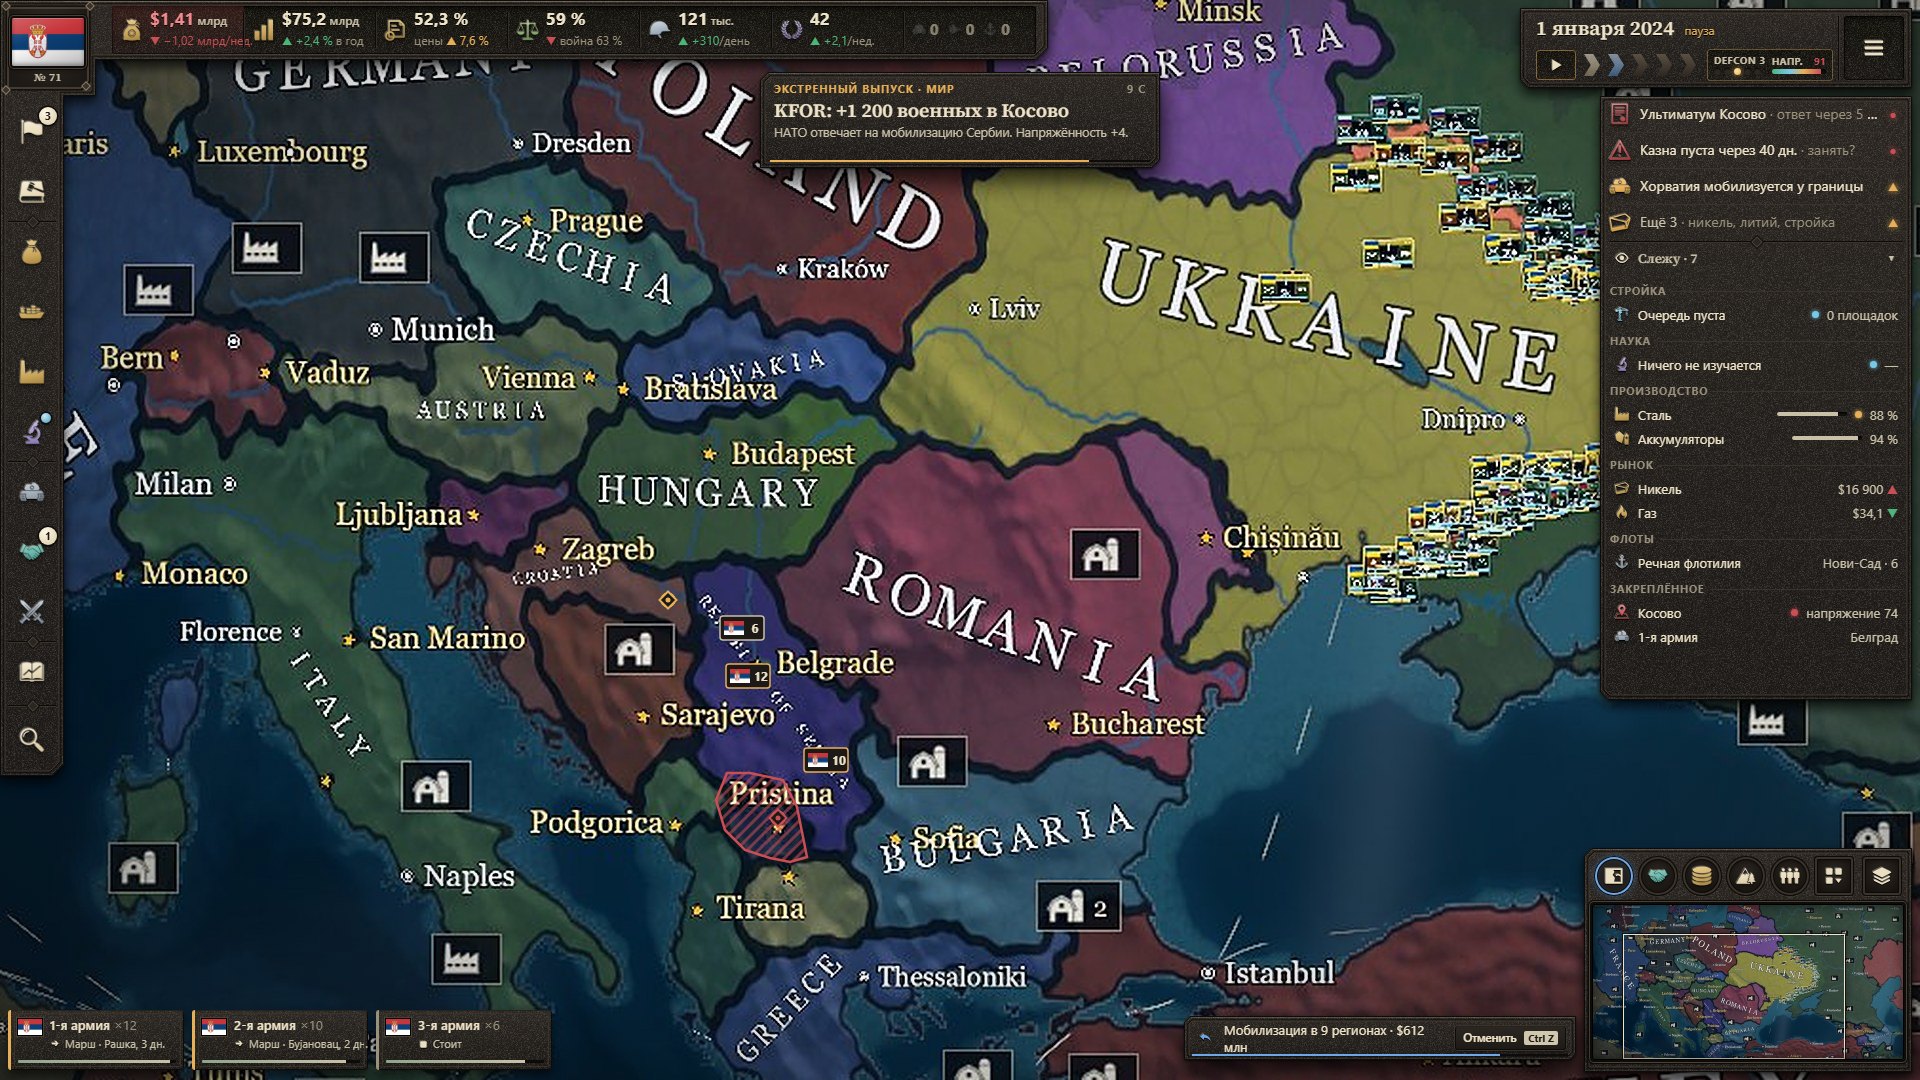 $1,41 млрд
▼ −1,02 млрд/нед.
$75,2 млрд
▲ +2,4 % в год
52,3 %
цены ▲ 7,6 %
59 %
▼ война 63 %
121 тыс.
▲ +310/день
42
▲ +2,1/нед.
0 0 0
№ 71
1 января 2024 пауза
DEFCON 3 НАПР. 91
ЭКСТРЕННЫЙ ВЫПУСК · МИР 9 С
KFOR: +1 200 военных в Косово
НАТО отвечает на мобилизацию Сербии. Напряжённость +4.
Ультиматум Косово · ответ через 5 ...
Казна пуста через 40 дн. · занять?
Хорватия мобилизуется у границы
Ещё 3 · никель, литий, стройка
Слежу · 7
СТРОЙКА
Очередь пуста 0 площадок
НАУКА
Ничего не изучается —
ПРОИЗВОДСТВО
Сталь 88 %
Аккумуляторы 94 %
РЫНОК
Никель $16 900 ▲
Газ $34,1 ▼
ФЛОТЫ
Речная флотилия Нови-Сад · 6
ЗАКРЕПЛЁННОЕ
Косово напряжение 74
1-я армия Белград
3
1
Minsk
BELORUSSIA
GERMANY
POLAND
aris
Luxembourg
Dresden
Prague
CZECHIA
Kraków
Lviv
UKRAINE
Munich
Bern
Vaduz
Vienna
AUSTRIA
SLOVAKIA
Bratislava
Dnipro
Budapest
HUNGARY
Milan
Ljubljana
Zagreb
CROATIA
Chișinău
Monaco
ROMANIA
Florence
San Marino
ITALY
6
Belgrade
12
Sarajevo
Bucharest
10
Pristina
Podgorica
Sofia
BULGARIA
Naples
Tirana
2
Thessaloniki
Istanbul
GREECE
Ankara
1-я армия ×12
Марш · Рашка, 3 дн.
2-я армия ×10
Марш · Бујановац, 2 дн.
3-я армия ×6
Стоит
Мобилизация в 9 регионах · $612
млн
Отменить Ctrl Z
GERMANY
POLAND
UKRAINE
FRANCE
ROMANIA